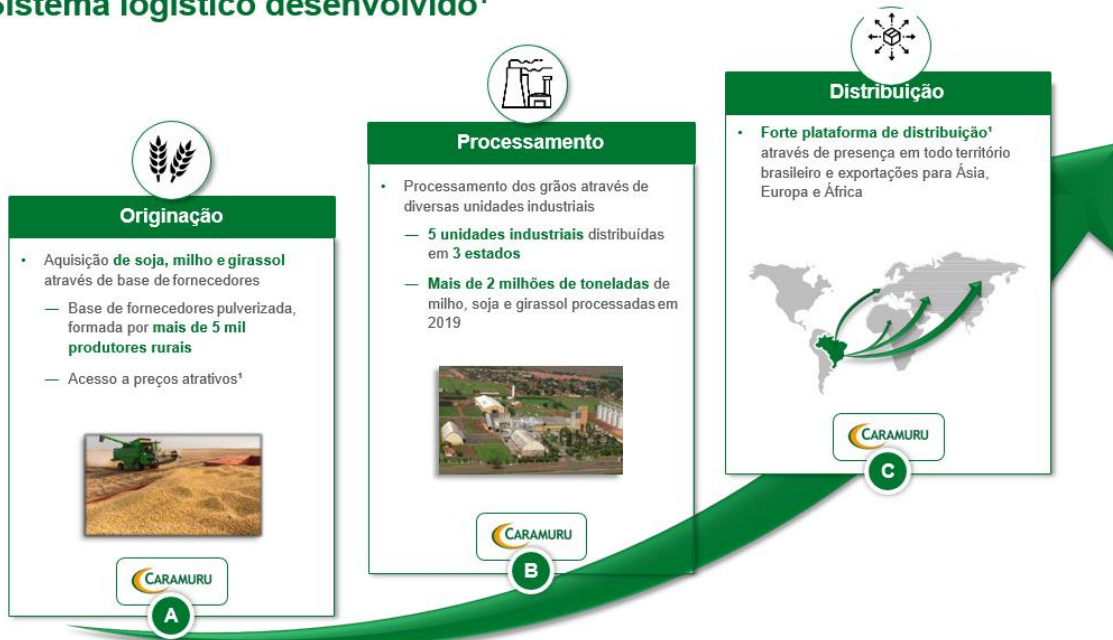 Sistema logístico desenvolvido¹
Originação
• Aquisição de soja, milho e girassol
através de base de fornecedores
— Base de fornecedores pulverizada,
formada por mais de 5 mil
produtores rurais
— Acesso a preços atrativos¹
CARAMURU
A
Processamento
• Processamento dos grãos através de
diversas unidades industriais
— 5 unidades industriais distribuídas
em 3 estados
— Mais de 2 milhões de toneladas de
milho, soja e girassol processadas em
2019
CARAMURU
B
Distribuição
• Forte plataforma de distribuição¹
através de presença em todo território
brasileiro e exportações para Ásia,
Europa e África
CARAMURU
C